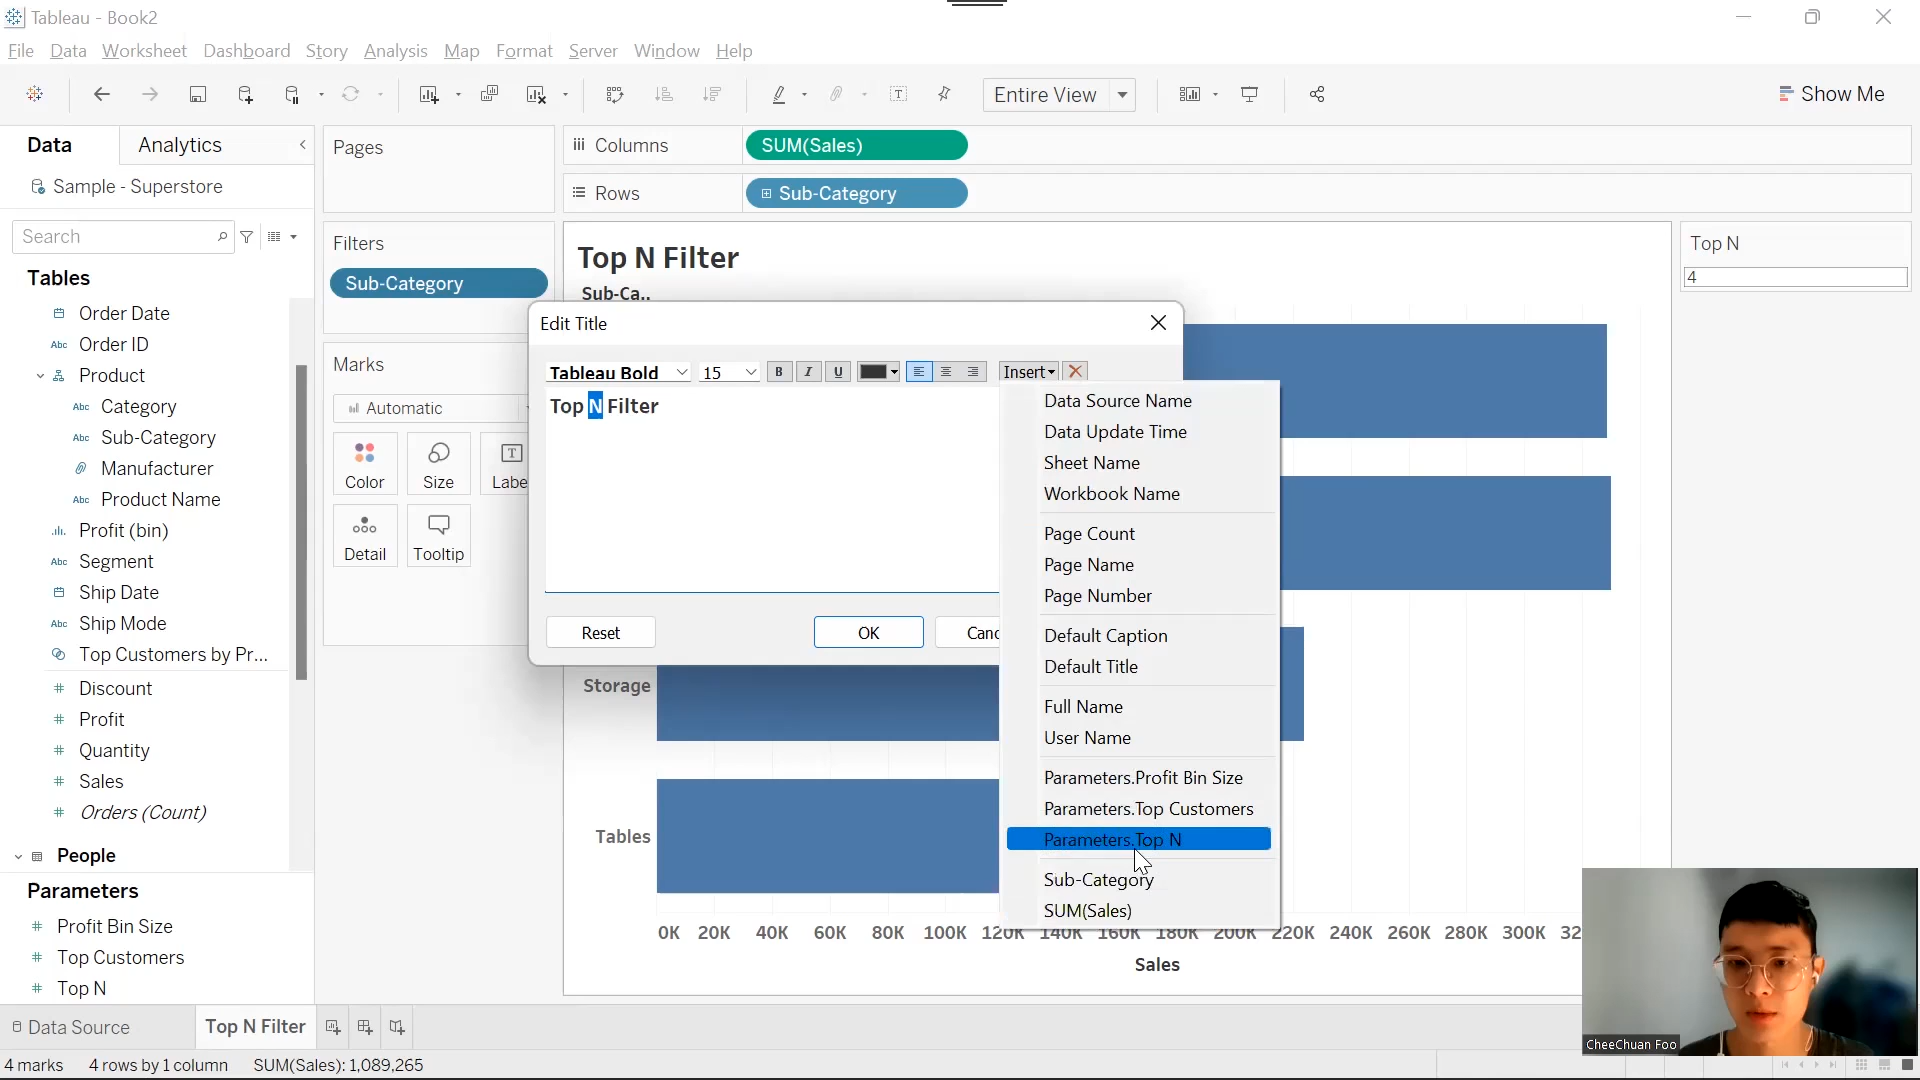 Tableau - Book2
File Data Worksheet Dashboard Story Analysis Map Format Server Window Help
Entire View
Show Me
Data Analytics
Sample - Superstore
Search
Tables
Order Date
Abc Order ID
Product
Abc Category
Abc Sub-Category
Manufacturer
Abc Product Name
Profit (bin)
Abc Segment
Ship Date
Abc Ship Mode
Top Customers by Pr...
# Discount
# Profit
# Quantity
# Sales
# Orders (Count)
People
Parameters
# Profit Bin Size
# Top Customers
# Top N
Pages
Filters
Sub-Category
Marks
Automatic
Color Size Labe
Detail Tooltip
Columns SUM(Sales)
Rows Sub-Category
Top N Filter
Sub-Ca..
Edit Title
Tableau Bold 15 B I U Insert
Top N Filter
Reset OK Canc
Data Source Name
Data Update Time
Sheet Name
Workbook Name
Page Count
Page Name
Page Number
Default Caption
Default Title
Full Name
User Name
Parameters.Profit Bin Size
Parameters.Top Customers
Parameters.Top N
Sub-Category
SUM(Sales)
Storage
Tables
0K 20K 40K 60K 80K 100K 120K 140K 160K 180K 200K 220K 240K 260K 280K 300K 32
Sales
Top N
4
CheeChuan Foo
Data Source Top N Filter
4 marks 4 rows by 1 column SUM(Sales): 1,089,265